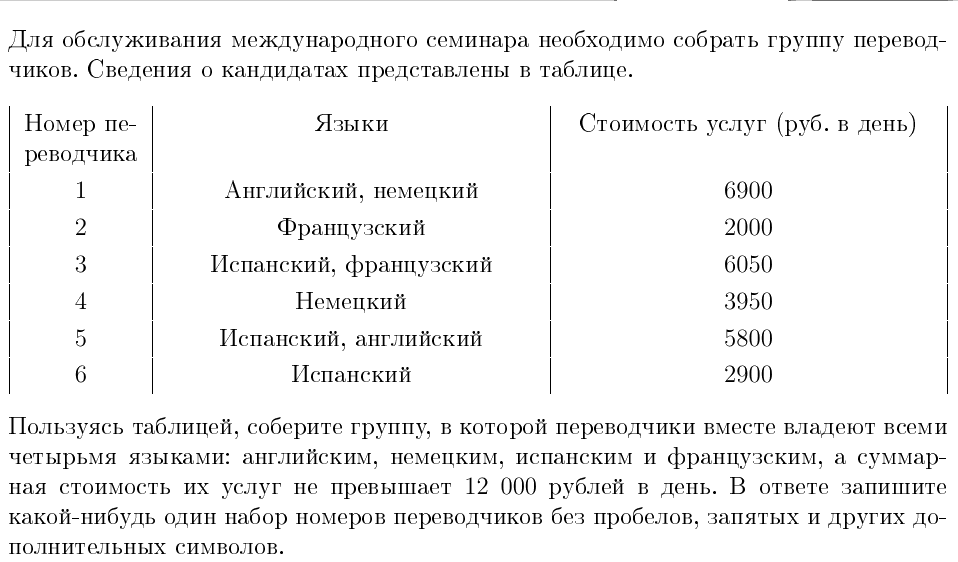 Для обслуживания международного семинара необходимо собрать группу перевод-
чиков. Сведения о кандидатах представлены в таблице.
Номер пе- Языки Стоимость услуг (руб. в день)
реводчика
1 Английский, немецкий 6900
2 Французский 2000
3 Испанский, французский 6050
4 Немецкий 3950
5 Испанский, английский 5800
6 Испанский 2900
Пользуясь таблицей, соберите группу, в которой переводчики вместе владеют всеми
четырьмя языками: английским, немецким, испанским и французским, а суммар-
ная стоимость их услуг не превышает 12 000 рублей в день. В ответе запишите
какой-нибудь один набор номеров переводчиков без пробелов, запятых и других до-
полнительных символов.